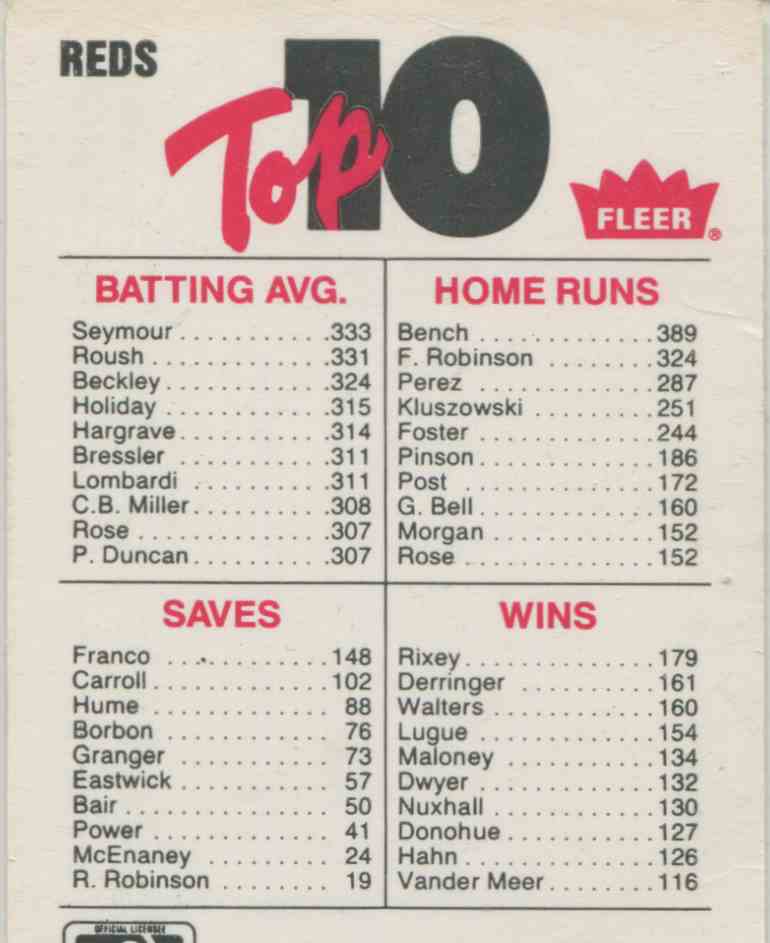 REDS
Top 10
FLEER®
BATTING AVG.
Seymour . . . . . . . . . . . .333
Roush . . . . . . . . . . . . .331
Beckley . . . . . . . . . . . .324
Holiday . . . . . . . . . . . .315
Hargrave . . . . . . . . . . . .314
Bressler . . . . . . . . . . . .311
Lombardi . . . . . . . . . . .311
C.B. Miller . . . . . . . . . . .308
Rose . . . . . . . . . . . . . .307
P. Duncan . . . . . . . . . . .307
HOME RUNS
Bench . . . . . . . . . . . . . . 389
F. Robinson . . . . . . . . . . 324
Perez . . . . . . . . . . . . . . 287
Kluszowski . . . . . . . . . . 251
Foster . . . . . . . . . . . . . . 244
Pinson . . . . . . . . . . . . . 186
Post . . . . . . . . . . . . . . . 172
G. Bell . . . . . . . . . . . . . . 160
Morgan . . . . . . . . . . . . . 152
Rose . . . . . . . . . . . . . . . 152
SAVES
Franco . . . . . . . . . . . . 148
Carroll . . . . . . . . . . . . . 102
Hume . . . . . . . . . . . . . 88
Borbon . . . . . . . . . . . . 76
Granger . . . . . . . . . . . . 73
Eastwick . . . . . . . . . . . 57
Bair . . . . . . . . . . . . . . . 50
Power . . . . . . . . . . . . . 41
McEnaney . . . . . . . . . 24
R. Robinson . . . . . . . . 19
WINS
Rixey . . . . . . . . . . . . . . 179
Derringer . . . . . . . . . . . 161
Walters . . . . . . . . . . . . . 160
Lugue . . . . . . . . . . . . . . 154
Maloney . . . . . . . . . . . . 134
Dwyer . . . . . . . . . . . . . . 132
Nuxhall . . . . . . . . . . . . . 130
Donohue . . . . . . . . . . . . 127
Hahn . . . . . . . . . . . . . . . 126
Vander Meer . . . . . . . . 116
OFFICIAL LICENSEE